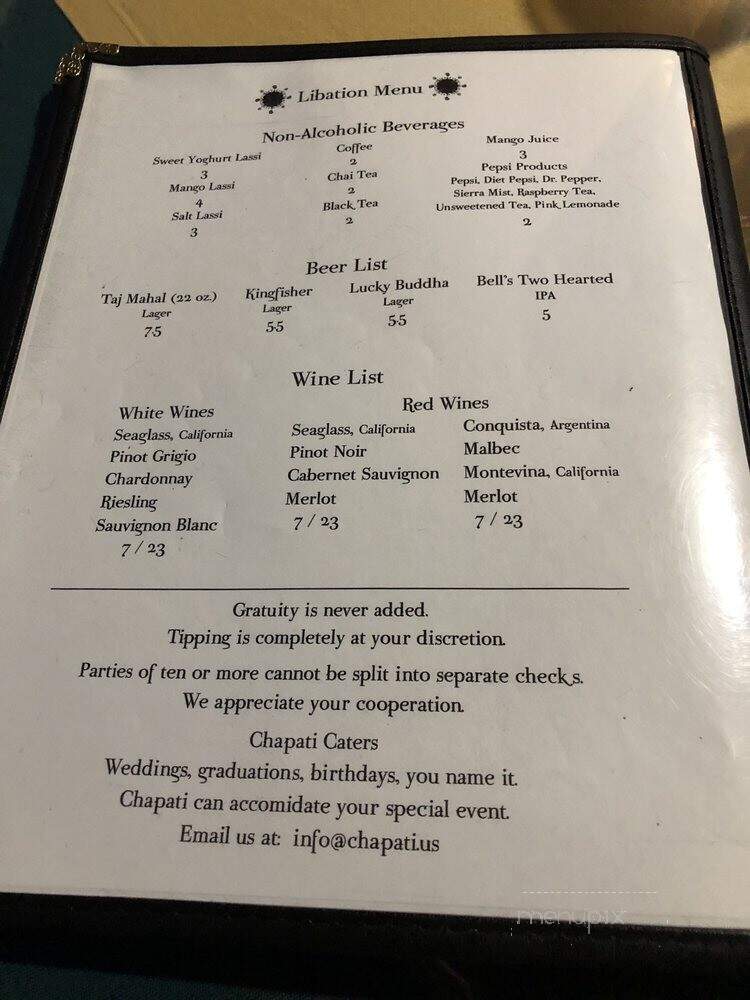 Libation Menu
Non-Alcoholic Beverages
Sweet Yoghurt Lassi
3
Mango Lassi
4
Salt Lassi
3
Coffee
2
Chai Tea
2
Black Tea
2
Mango Juice
3
Pepsi Products
Pepsi, Diet Pepsi, Dr. Pepper,
Sierra Mist, Raspberry Tea,
Unsweetened Tea, Pink Lemonade
2
Beer List
Taj Mahal (22 oz.)
Lager
7.5
Kingfisher
Lager
5.5
Lucky Buddha
Lager
5.5
Bell's Two Hearted
IPA
5
Wine List
White Wines
Seaglass, California
Pinot Grigio
Chardonnay
Riesling
Sauvignon Blanc
7 / 23
Red Wines
Seaglass, California
Pinot Noir
Cabernet Sauvignon
Merlot
7 / 23
Conquista, Argentina
Malbec
Montevina, California
Merlot
7 / 23
Gratuity is never added.
Tipping is completely at your discretion.
Parties of ten or more cannot be split into separate checks.
We appreciate your cooperation.
Chapati Caters
Weddings, graduations, birthdays, you name it.
Chapati can accomidate your special event.
Email us at: info@chapati.us
menupix